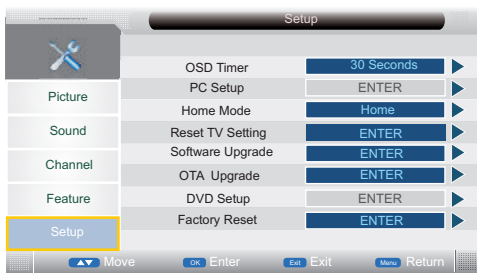 Setup
OSD Timer 30 Seconds
PC Setup ENTER
Picture
Home Mode Home
Sound
Reset TV Setting ENTER
Software Upgrade ENTER
Channel
OTA Upgrade ENTER
Feature
DVD Setup ENTER
Factory Reset ENTER
Setup
Move OK Enter Exit Exit Menu Return